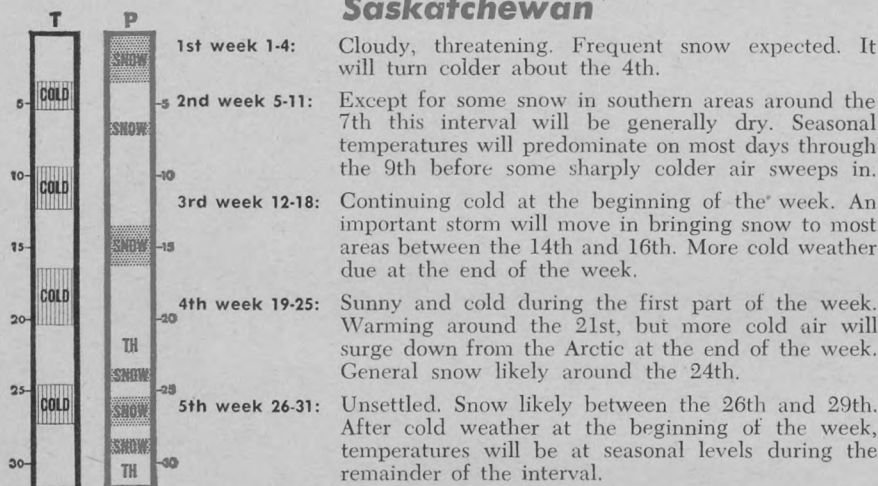 Saskatchewan
T P
1st week 1-4: Cloudy, threatening. Frequent snow expected. It
will turn colder about the 4th.
2nd week 5-11: Except for some snow in southern areas around the
7th this interval will be generally dry. Seasonal
temperatures will predominate on most days through
the 9th before some sharply colder air sweeps in.
3rd week 12-18: Continuing cold at the beginning of the week. An
important storm will move in bringing snow to most
areas between the 14th and 16th. More cold weather
due at the end of the week.
4th week 19-25: Sunny and cold during the first part of the week.
Warming around the 21st, but more cold air will
surge down from the Arctic at the end of the week.
General snow likely around the 24th.
5th week 26-31: Unsettled. Snow likely between the 26th and 29th.
After cold weather at the beginning of the week,
temperatures will be at seasonal levels during the
remainder of the interval.
SNOW
COLD
5- -5
SNOW
10- -10
COLD
SNOW
15- -15
COLD
20- -20
TH
SNOW
25- -25
COLD SNOW
SNOW
30- -30
TH